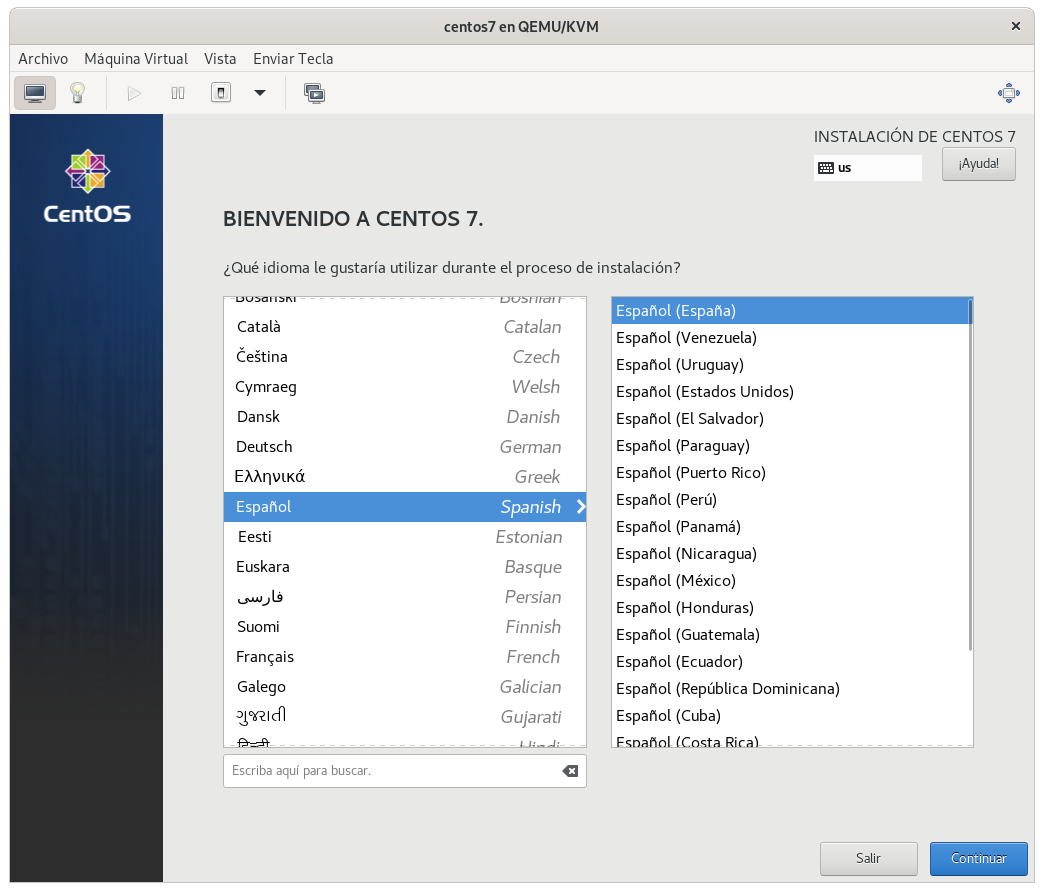 centos7 en QEMU/KVM
Archivo Máquina Virtual Vista Enviar Tecla
CentOS
INSTALACIÓN DE CENTOS 7
us
¡Ayuda!
BIENVENIDO A CENTOS 7.
¿Qué idioma le gustaría utilizar durante el proceso de instalación?
Bosanski Bosnian
Català Catalan
Čeština Czech
Cymraeg Welsh
Dansk Danish
Deutsch German
Ελληνικά Greek
Español Spanish
Eesti Estonian
Euskara Basque
فارسی Persian
Suomi Finnish
Français French
Galego Galician
ગુજરાતી Gujarati
हिन्दी Hindi
Escriba aquí para buscar.
Español (España)
Español (Venezuela)
Español (Uruguay)
Español (Estados Unidos)
Español (El Salvador)
Español (Paraguay)
Español (Puerto Rico)
Español (Perú)
Español (Panamá)
Español (Nicaragua)
Español (México)
Español (Honduras)
Español (Guatemala)
Español (Ecuador)
Español (República Dominicana)
Español (Cuba)
Español (Costa Rica)
Salir
Continuar